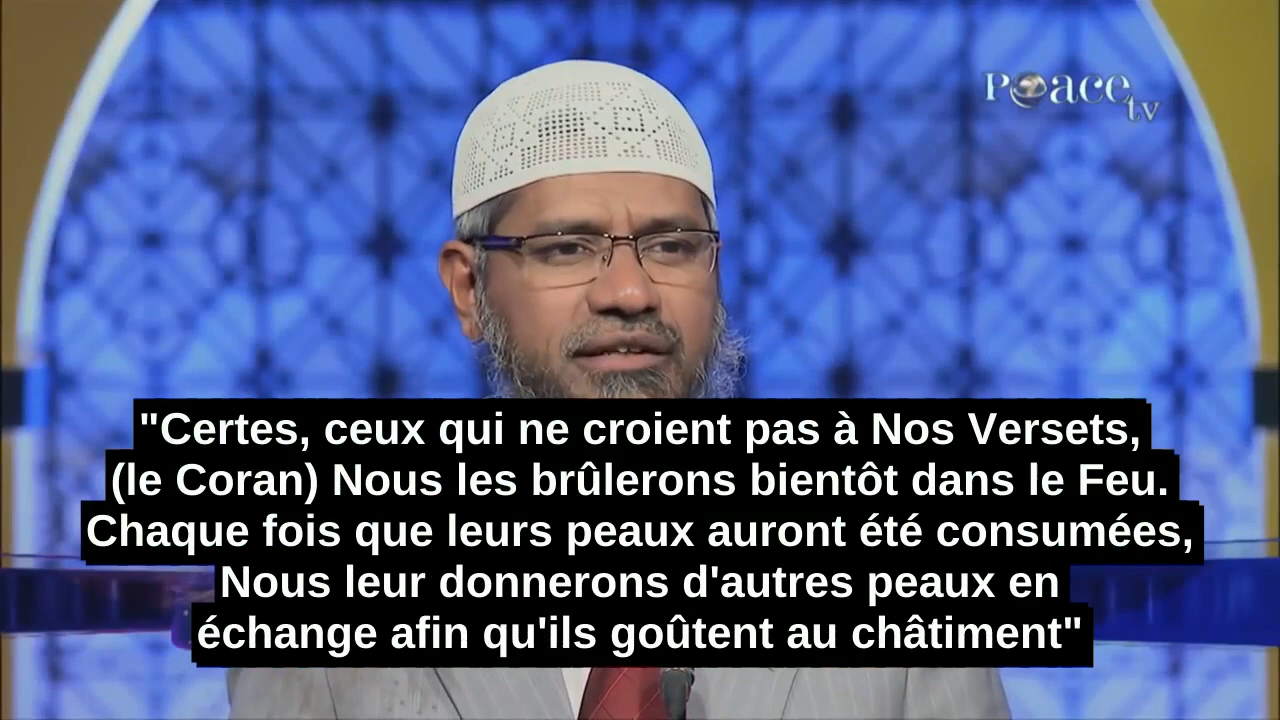 Peace
tv
"Certes, ceux qui ne croient pas à Nos Versets,
(le Coran) Nous les brûlerons bientôt dans le Feu.
Chaque fois que leurs peaux auront été consumées,
Nous leur donnerons d'autres peaux en
échange afin qu'ils goûtent au châtiment"